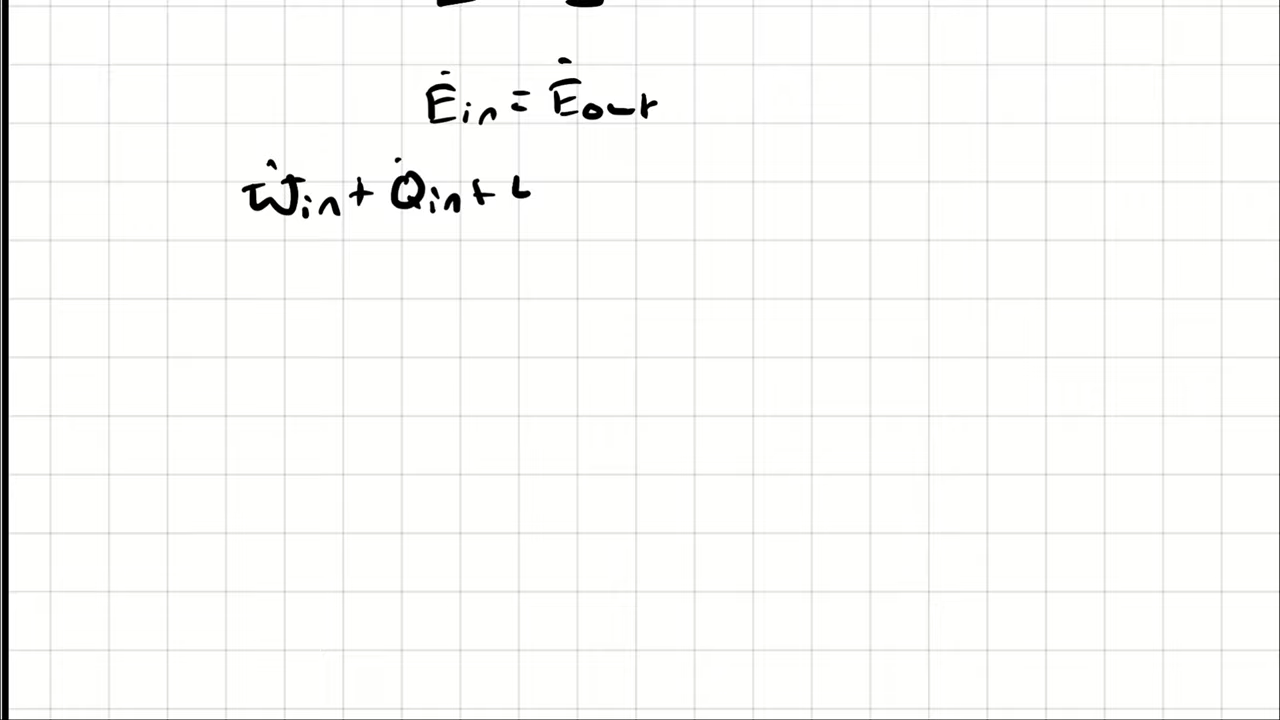 Ėin = Ėout
Ẇin + Q̇in +